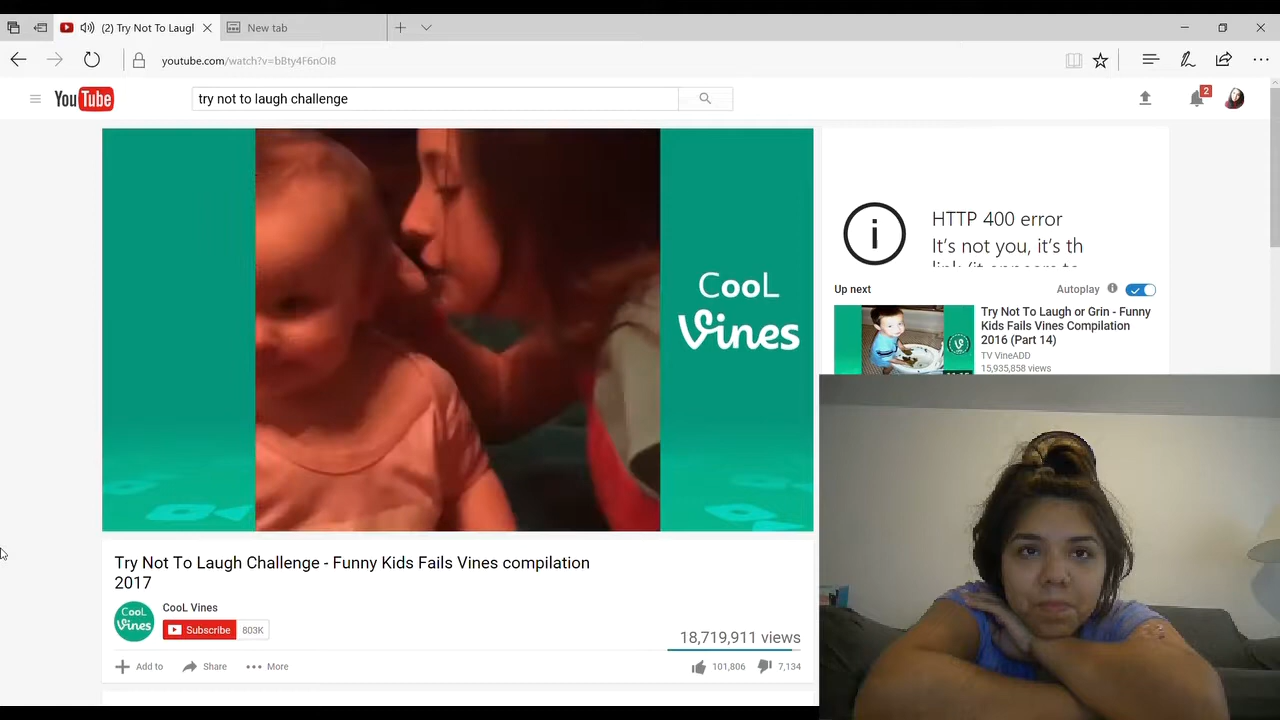 (2) Try Not To Laugl
New tab
youtube.com/watch?v=bBty4F6nOI8
YouTube
try not to laugh challenge
2
CooL
Vines
HTTP 400 error
It's not you, it's th
Up next
Autoplay
Try Not To Laugh or Grin - Funny
Kids Fails Vines Compilation
2016 (Part 14)
TV VineADD
15,935,858 views
Try Not To Laugh Challenge - Funny Kids Fails Vines compilation
2017
CooL
Vines
CooL Vines
Subscribe
803K
18,719,911 views
Add to
Share
More
101,806
7,134